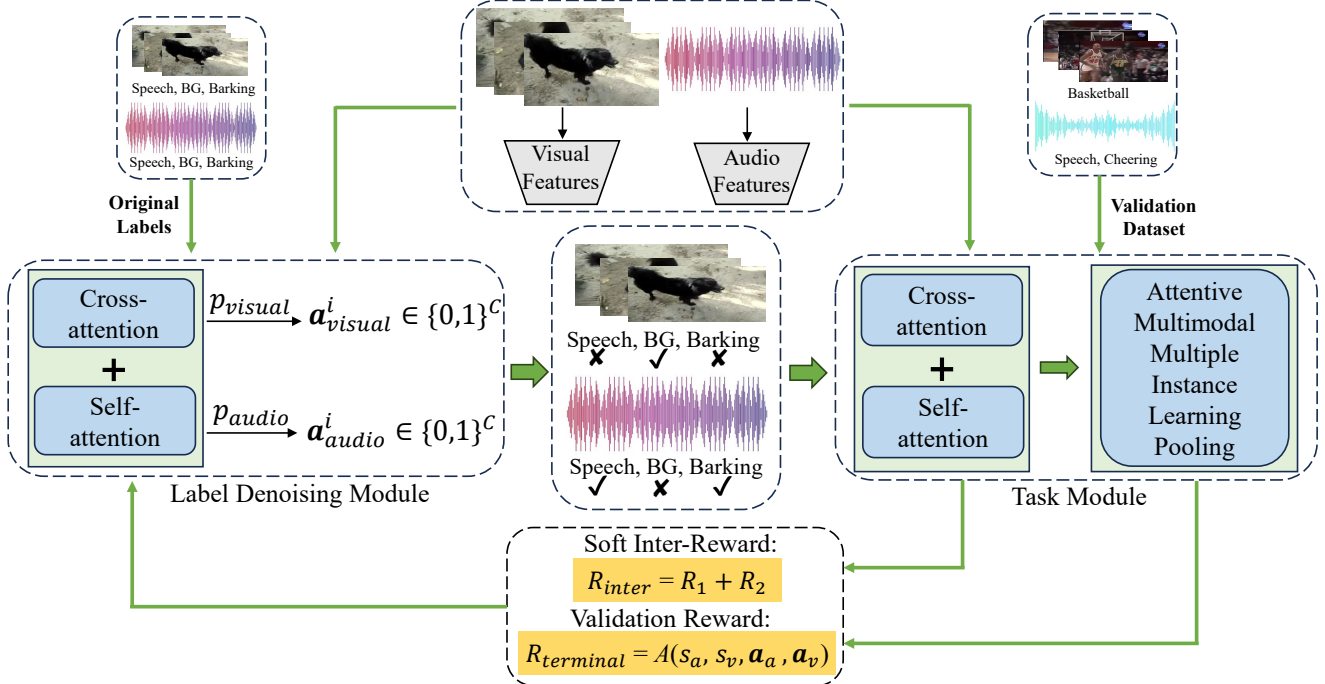 Speech, BG, Barking
Speech, BG, Barking
Original
Labels
Visual
Features
Audio
Features
Basketball
Speech, Cheering
Validation
Dataset
Cross-
attention
+
Self-
attention
p_visual
a^i_visual ∈ {0,1}^C
p_audio
a^i_audio ∈ {0,1}^C
Label Denoising Module
Speech, BG, Barking
✘ ✓ ✘
Speech, BG, Barking
✓ ✘ ✓
Cross-
attention
+
Self-
attention
Attentive
Multimodal
Multiple
Instance
Learning
Pooling
Task Module
Soft Inter-Reward:
R_inter = R_1 + R_2
Validation Reward:
R_terminal = A(s_a, s_v, a_a, a_v)